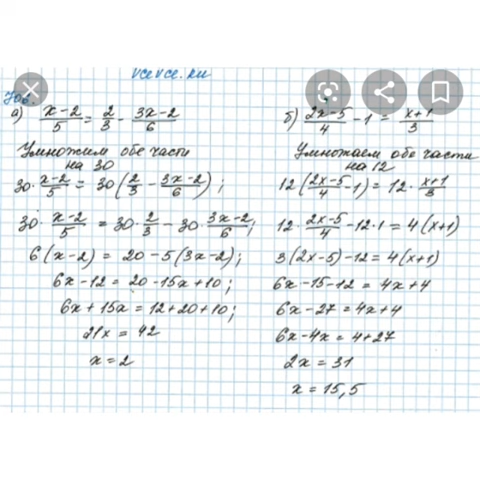 vcevce.ru
706.
а) (x-2)/5 = 2/3 - (3x-2)/6
Умножим обе части
на 30
30·(x-2)/5 = 30(2/3 - (3x-2)/6);
30·(x-2)/5 = 30·2/3 - 30·(3x-2)/6;
6(x-2) = 20-5(3x-2);
6x-12 = 20-15x+10;
6x+15x = 12+20+10;
21x = 42
x = 2
б) (2x-5)/4 - 1 = (x+1)/3
Умножаем обе части
на 12
12((2x-5)/4 - 1) = 12·(x+1)/3
12·(2x-5)/4 - 12·1 = 4(x+1)
3(2x-5)-12 = 4(x+1)
6x-15-12 = 4x+4
6x-27 = 4x+4
6x-4x = 4+27
2x = 31
x = 15,5